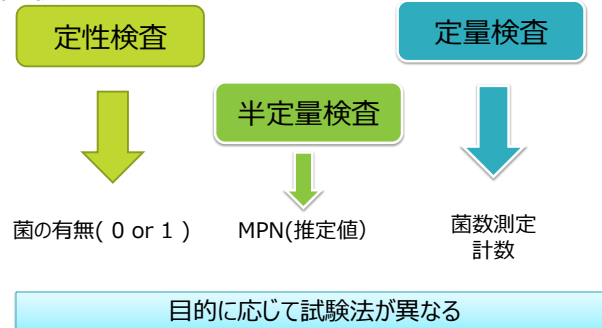 定性検査
定量検査
半定量検査
菌の有無( 0 or 1 )
MPN(推定値)
菌数測定
計数
目的に応じて試験法が異なる